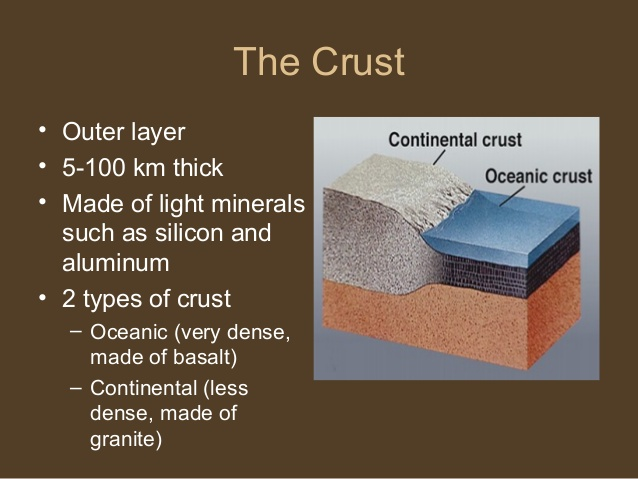 The Crust
• Outer layer
• 5-100 km thick
• Made of light minerals
such as silicon and
aluminum
• 2 types of crust
– Oceanic (very dense,
made of basalt)
– Continental (less
dense, made of
granite)
Continental crust
Oceanic crust